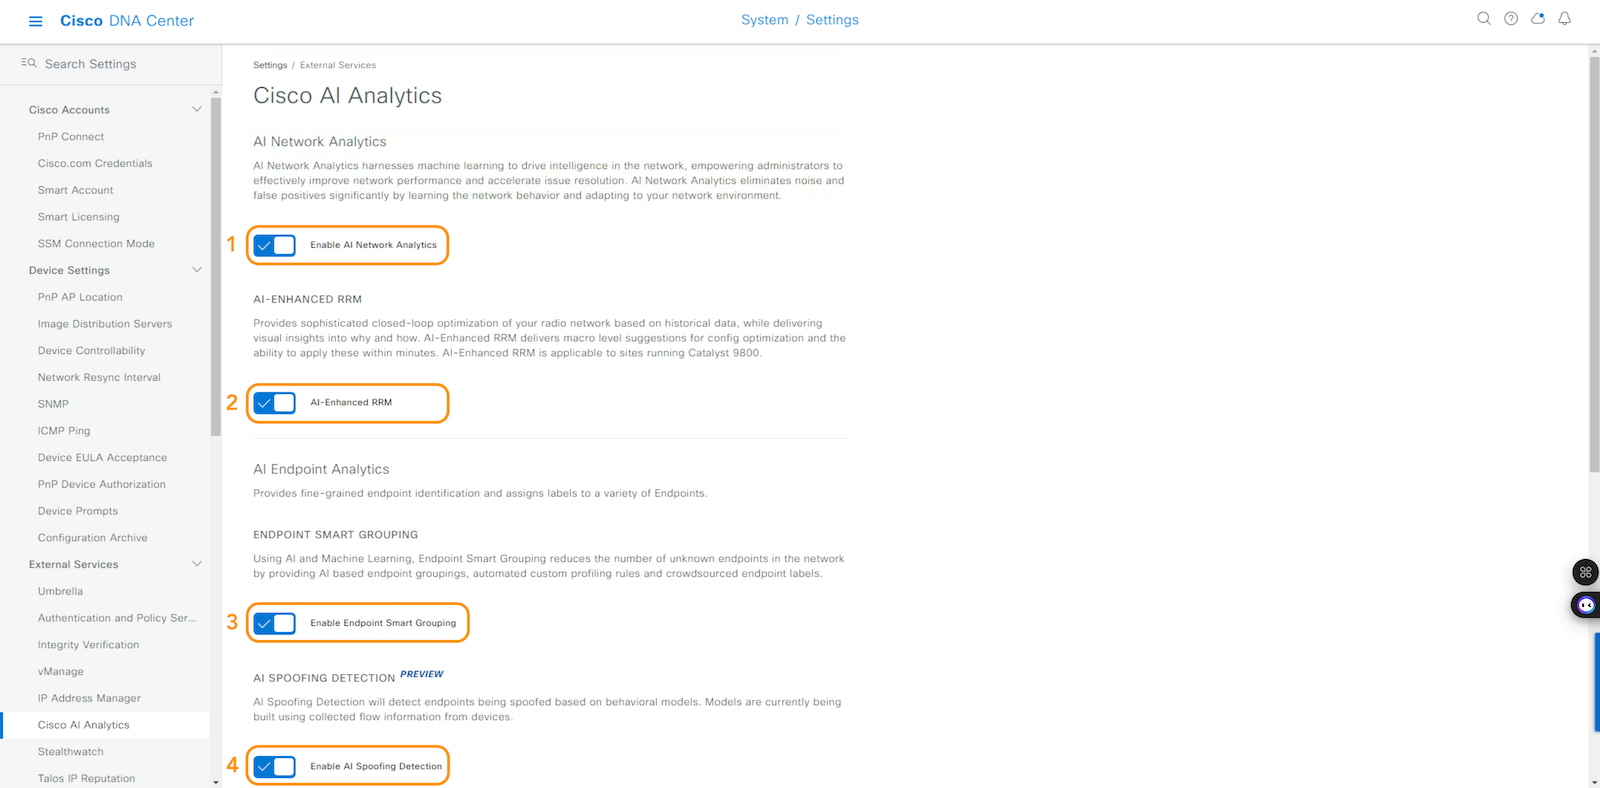 Cisco DNA Center
System / Settings
Search Settings
Cisco Accounts
PnP Connect
Cisco.com Credentials
Smart Account
Smart Licensing
SSM Connection Mode
Device Settings
PnP AP Location
Image Distribution Servers
Device Controllability
Network Resync Interval
SNMP
ICMP Ping
Device EULA Acceptance
PnP Device Authorization
Device Prompts
Configuration Archive
External Services
Umbrella
Authentication and Policy Ser...
Integrity Verification
vManage
IP Address Manager
Cisco AI Analytics
Stealthwatch
Talos IP Reputation
Settings / External Services
Cisco AI Analytics
AI Network Analytics
AI Network Analytics harnesses machine learning to drive intelligence in the network, empowering administrators to
effectively improve network performance and accelerate issue resolution. AI Network Analytics eliminates noise and
false positives significantly by learning the network behavior and adapting to your network environment.
1 Enable AI Network Analytics
AI-ENHANCED RRM
Provides sophisticated closed-loop optimization of your radio network based on historical data, while delivering
visual insights into why and how. AI-Enhanced RRM delivers macro level suggestions for config optimization and the
ability to apply these within minutes. AI-Enhanced RRM is applicable to sites running Catalyst 9800.
2 AI-Enhanced RRM
AI Endpoint Analytics
Provides fine-grained endpoint identification and assigns labels to a variety of Endpoints.
ENDPOINT SMART GROUPING
Using AI and Machine Learning, Endpoint Smart Grouping reduces the number of unknown endpoints in the network
by providing AI based endpoint groupings, automated custom profiling rules and crowdsourced endpoint labels.
3 Enable Endpoint Smart Grouping
AI SPOOFING DETECTION PREVIEW
AI Spoofing Detection will detect endpoints being spoofed based on behavioral models. Models are currently being
built using collected flow information from devices.
4 Enable AI Spoofing Detection